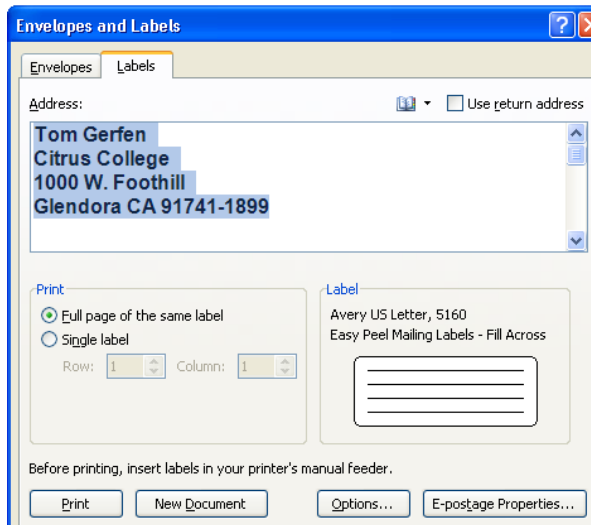 Envelopes and Labels
?
Envelopes
Labels
Address:
Use return address
Tom Gerfen
Citrus College
1000 W. Foothill
Glendora CA 91741-1899
Print
Full page of the same label
Single label
Row: 1 Column: 1
Label
Avery US Letter, 5160
Easy Peel Mailing Labels - Fill Across
Before printing, insert labels in your printer's manual feeder.
Print
New Document
Options...
E-postage Properties...